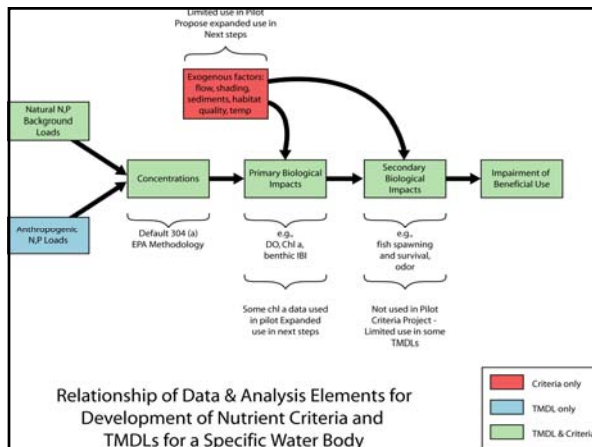 Limited use in Pilot
Propose expanded use in
Next steps
Exogenous factors:
flow, shading,
sediments, habitat
quality, temp
Natural N,P
Background
Loads
Concentrations
Primary Biological
Impacts
Secondary
Biological
Impacts
Impairment of
Beneficial Use
Anthropogenic
N,P Loads
Default 304 (a)
EPA Methodology
e.g.,
DO, Chl a,
benthic IBI
e.g.,
fish spawning
and survival,
odor
Some chl a data used
in pilot Expanded
use in next steps
Not used in Pilot
Criteria Project -
Limited use in some
TMDLs
Relationship of Data & Analysis Elements for
Development of Nutrient Criteria and
TMDLs for a Specific Water Body
Criteria only
TMDL only
TMDL & Criteria